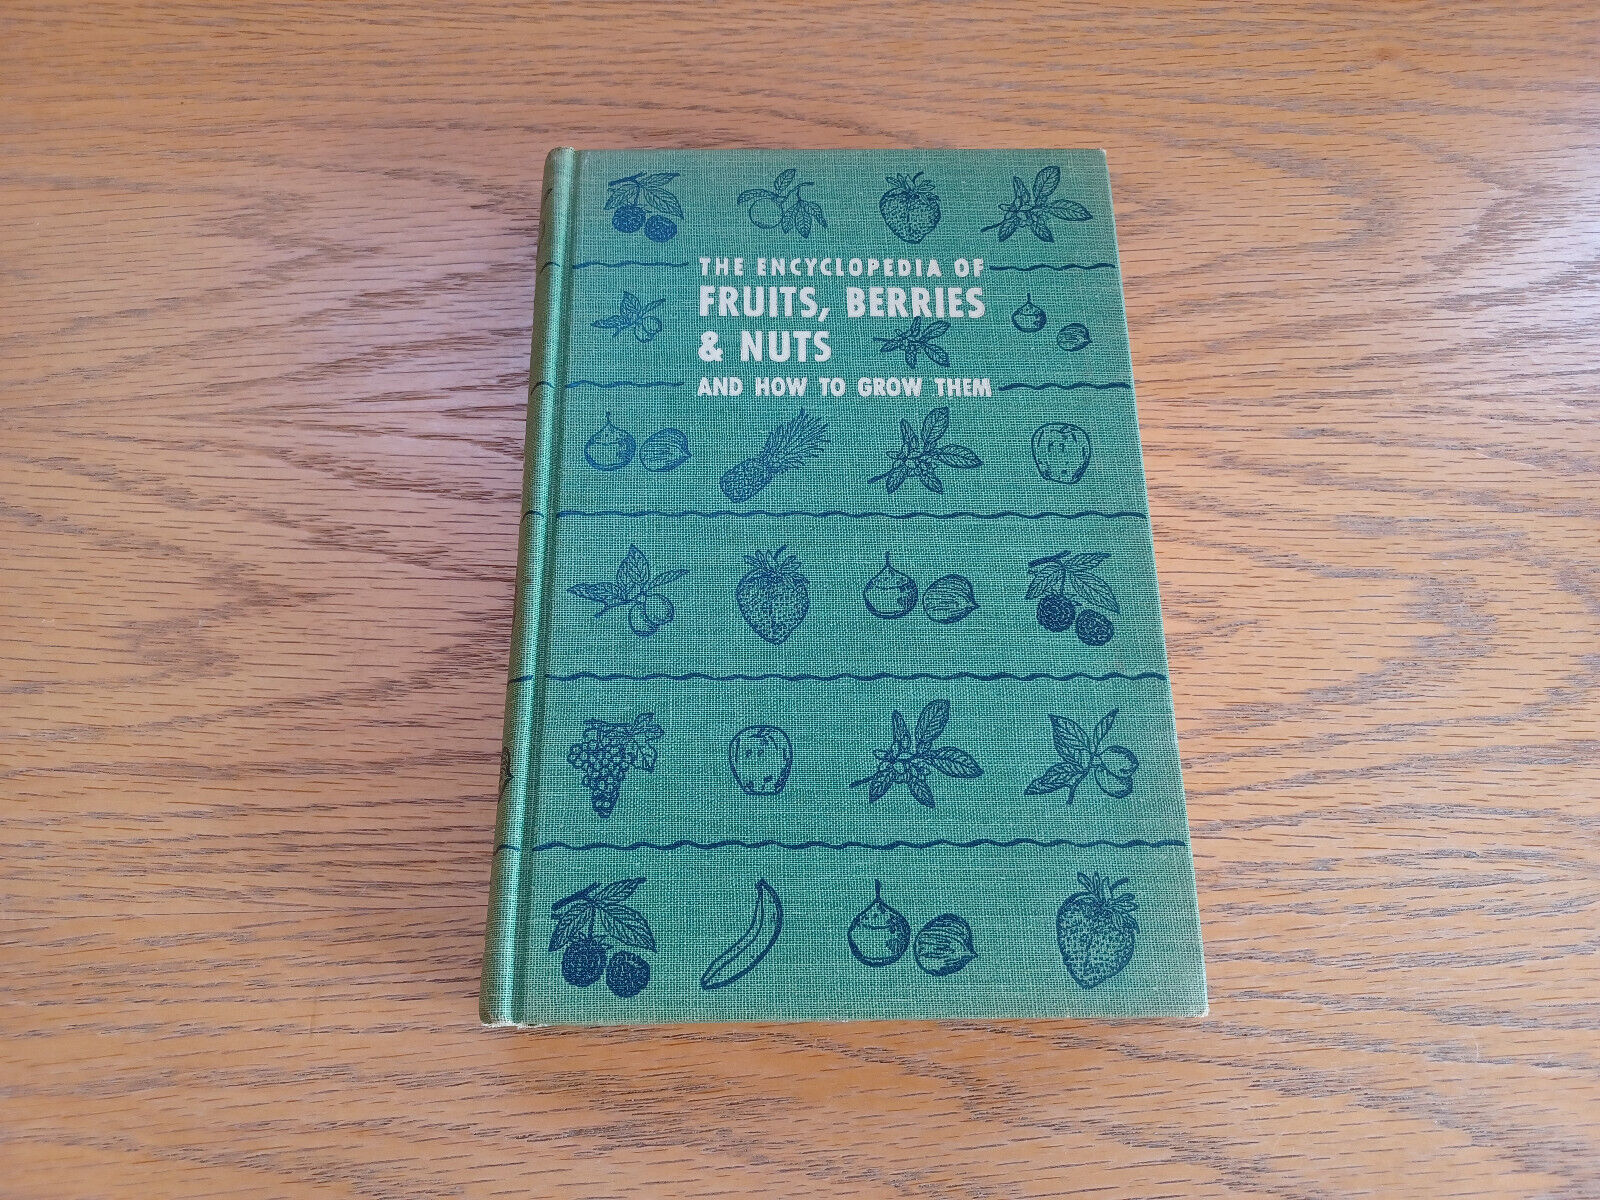 THE ENCYCLOPEDIA OF
FRUITS, BERRIES
& NUTS
AND HOW TO GROW THEM